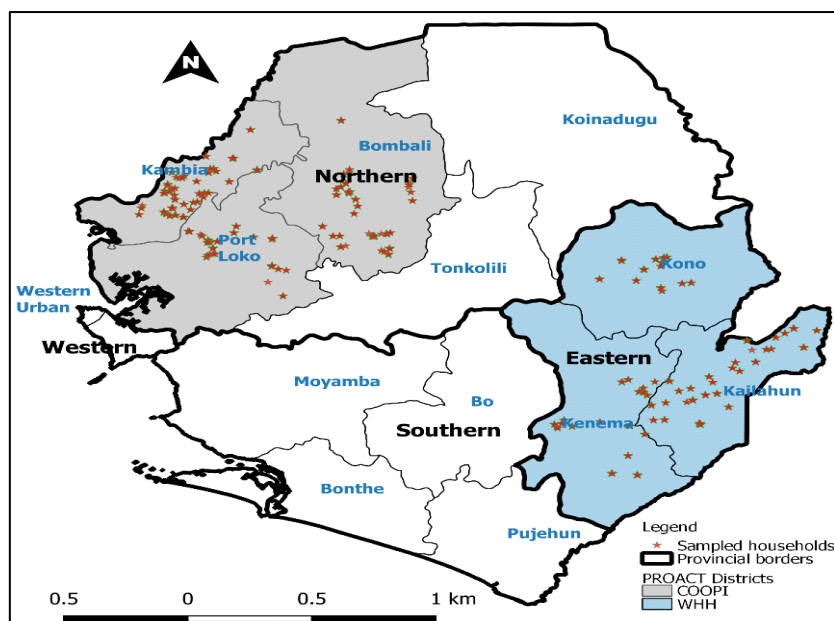 N
Koinadugu
Bombali
Kambia
Northern
Port
Loko
Kono
Tonkolili
Western
Urban
Western
Eastern
Moyamba
Kailahun
Bo
Kenema
Southern
Bonthe
Pujehun
Legend
Sampled households
Provincial borders
PROACT Districts
COOPI
WHH
0.5 0 0.5 1 km